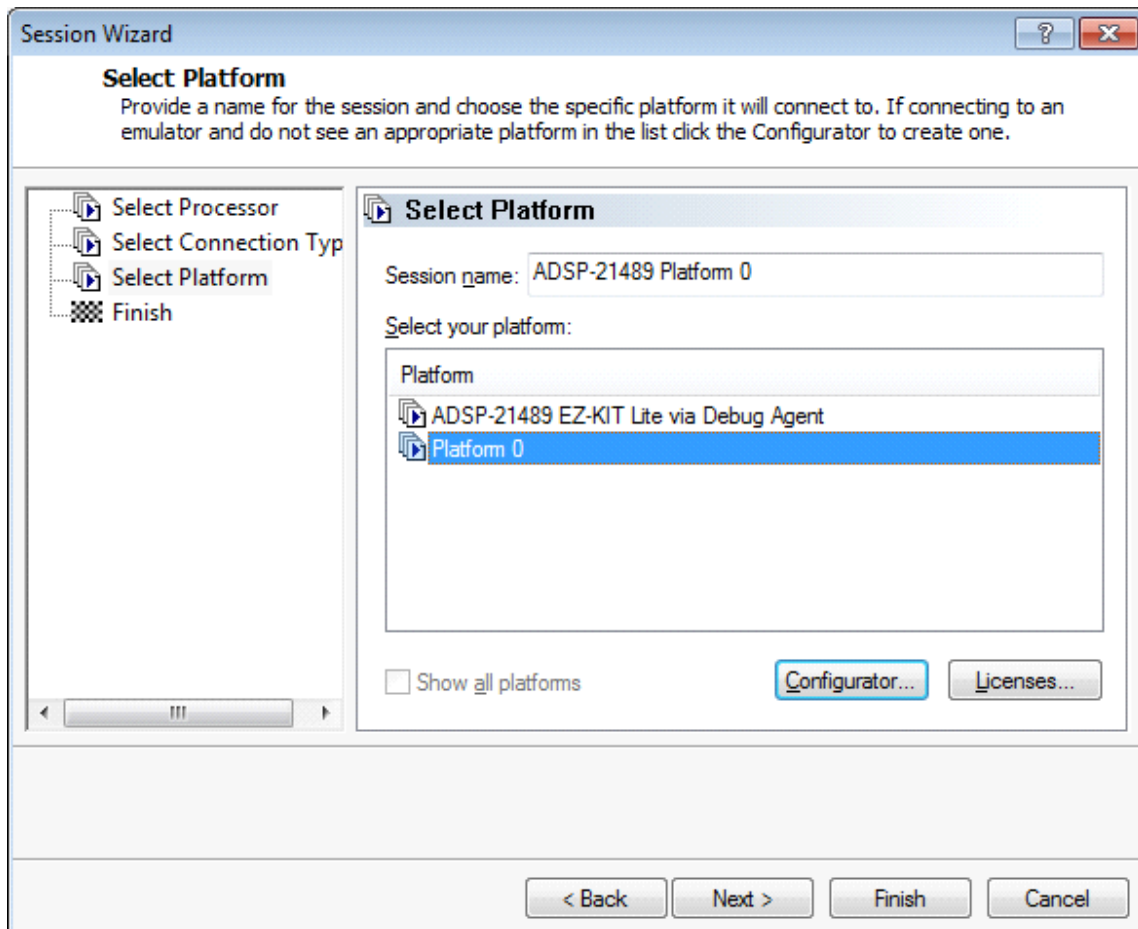 Session Wizard
Select Platform
Provide a name for the session and choose the specific platform it will connect to. If connecting to an
emulator and do not see an appropriate platform in the list click the Configurator to create one.
Select Processor
Select Connection Typ
Select Platform
Finish
Select Platform
Session name: ADSP-21489 Platform 0
Select your platform:
Platform
ADSP-21489 EZ-KIT Lite via Debug Agent
Platform 0
Show all platforms
Configurator...
Licenses...
< Back
Next >
Finish
Cancel